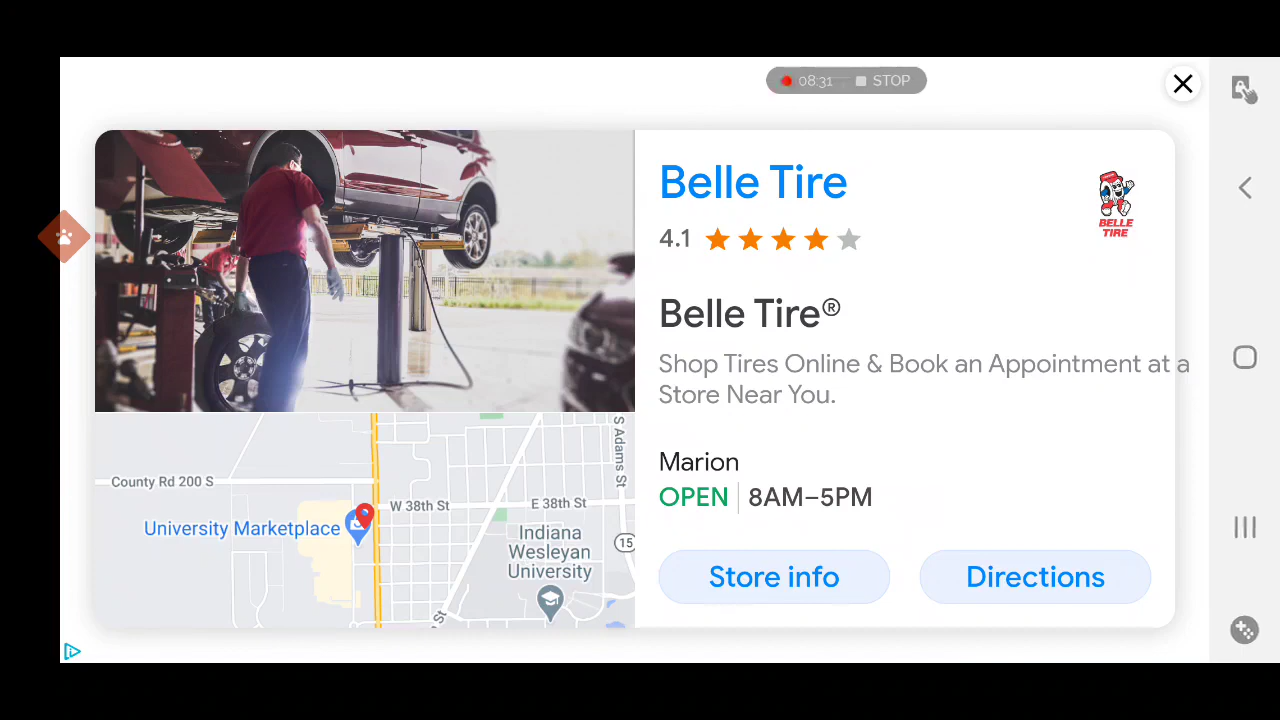 08:31 STOP
Belle Tire
BELLE
TIRE
4.1
Belle Tire®
Shop Tires Online & Book an Appointment at a
Store Near You.
Marion
OPEN | 8AM–5PM
Store info
Directions
County Rd 200 S
S Adams St
W 38th St
E 38th St
University Marketplace
Indiana
Wesleyan
University
15
St